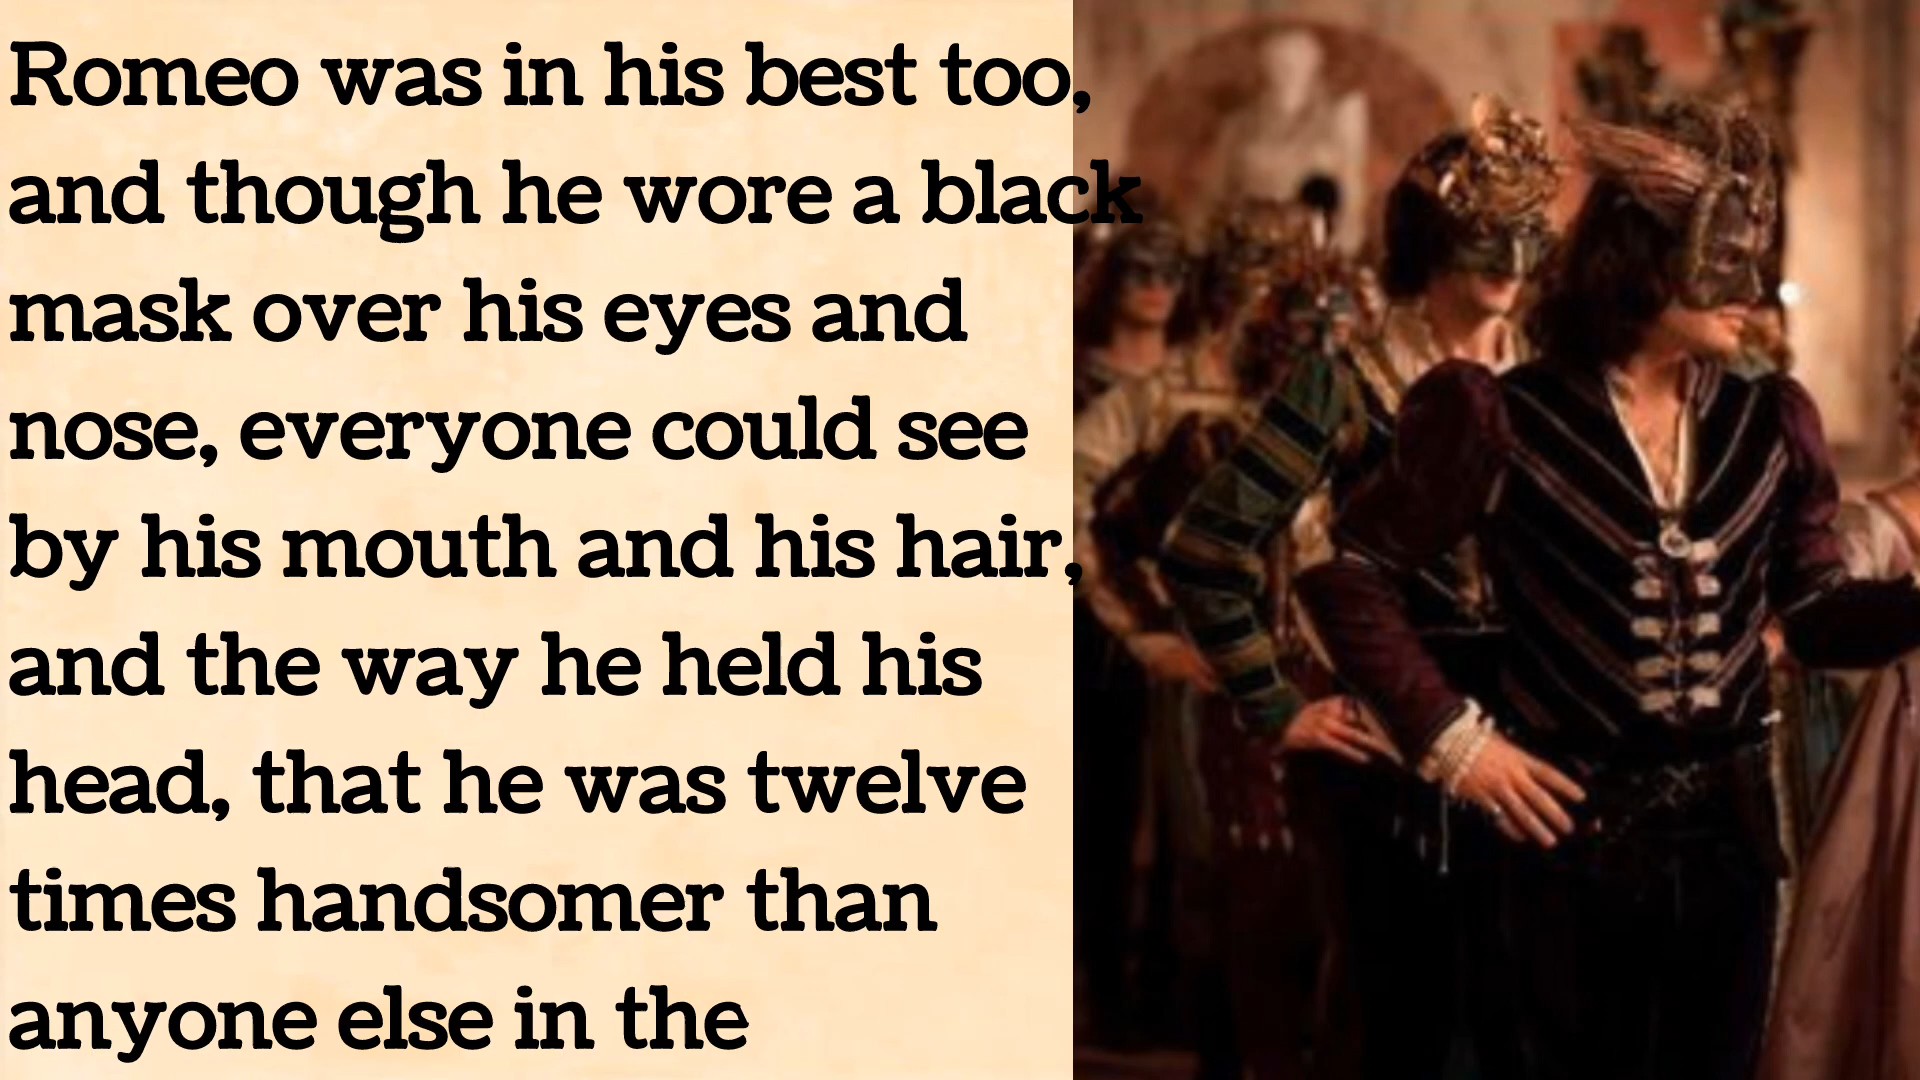 Romeo was in his best too,
and though he wore a black
mask over his eyes and
nose, everyone could see
by his mouth and his hair,
and the way he held his
head, that he was twelve
times handsomer than
anyone else in the